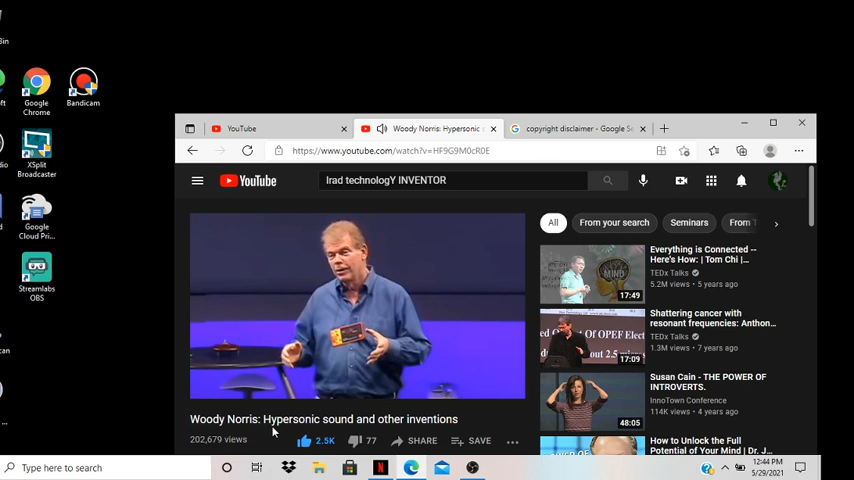 Bin
Google
Chrome
Bandicam
XSplit
Broadcaster
Google
Cloud Pri...
Streamlabs
OBS
YouTube
Woody Norris: Hypersonic s
copyright disclaimer - Google Se
https://www.youtube.com/watch?v=HF9G9M0cR0E
YouTube
lrad technologY INVENTOR
All
From your search
Seminars
From T
Everything is Connected --
Here's How: | Tom Chi |...
TEDx Talks
5.2M views • 5 years ago
17:49
Shattering cancer with
resonant frequencies: Anthon...
TEDx Talks
1.3M views • 7 years ago
17:09
Susan Cain - THE POWER OF
INTROVERTS.
InnoTown Conference
114K views • 4 years ago
48:05
How to Unlock the Full
Potential of Your Mind | Dr. J...
Woody Norris: Hypersonic sound and other inventions
202,679 views
2.5K
77
SHARE
SAVE
Type here to search
12:44 PM
5/29/2021